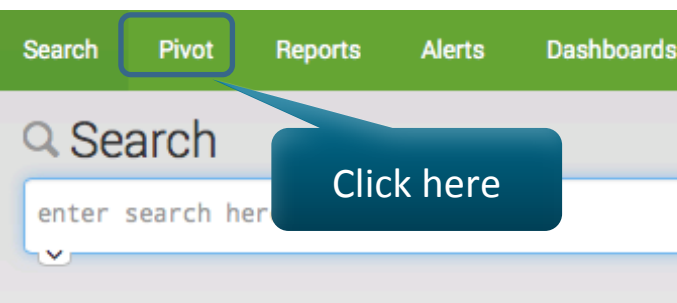 Search Pivot Reports Alerts Dashboards
Search
Click here
enter search her